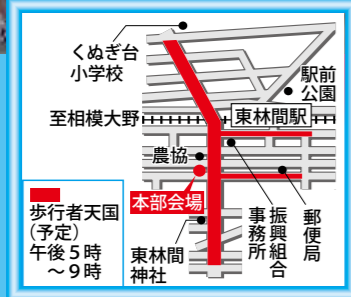 くぬぎ台
小学校
駅前
公園
至相模大野
東林間駅
農協
本部会場
歩行者天国
(予定)
午後5時
～9時
東林間
神社
振興組合
事務所
郵便局